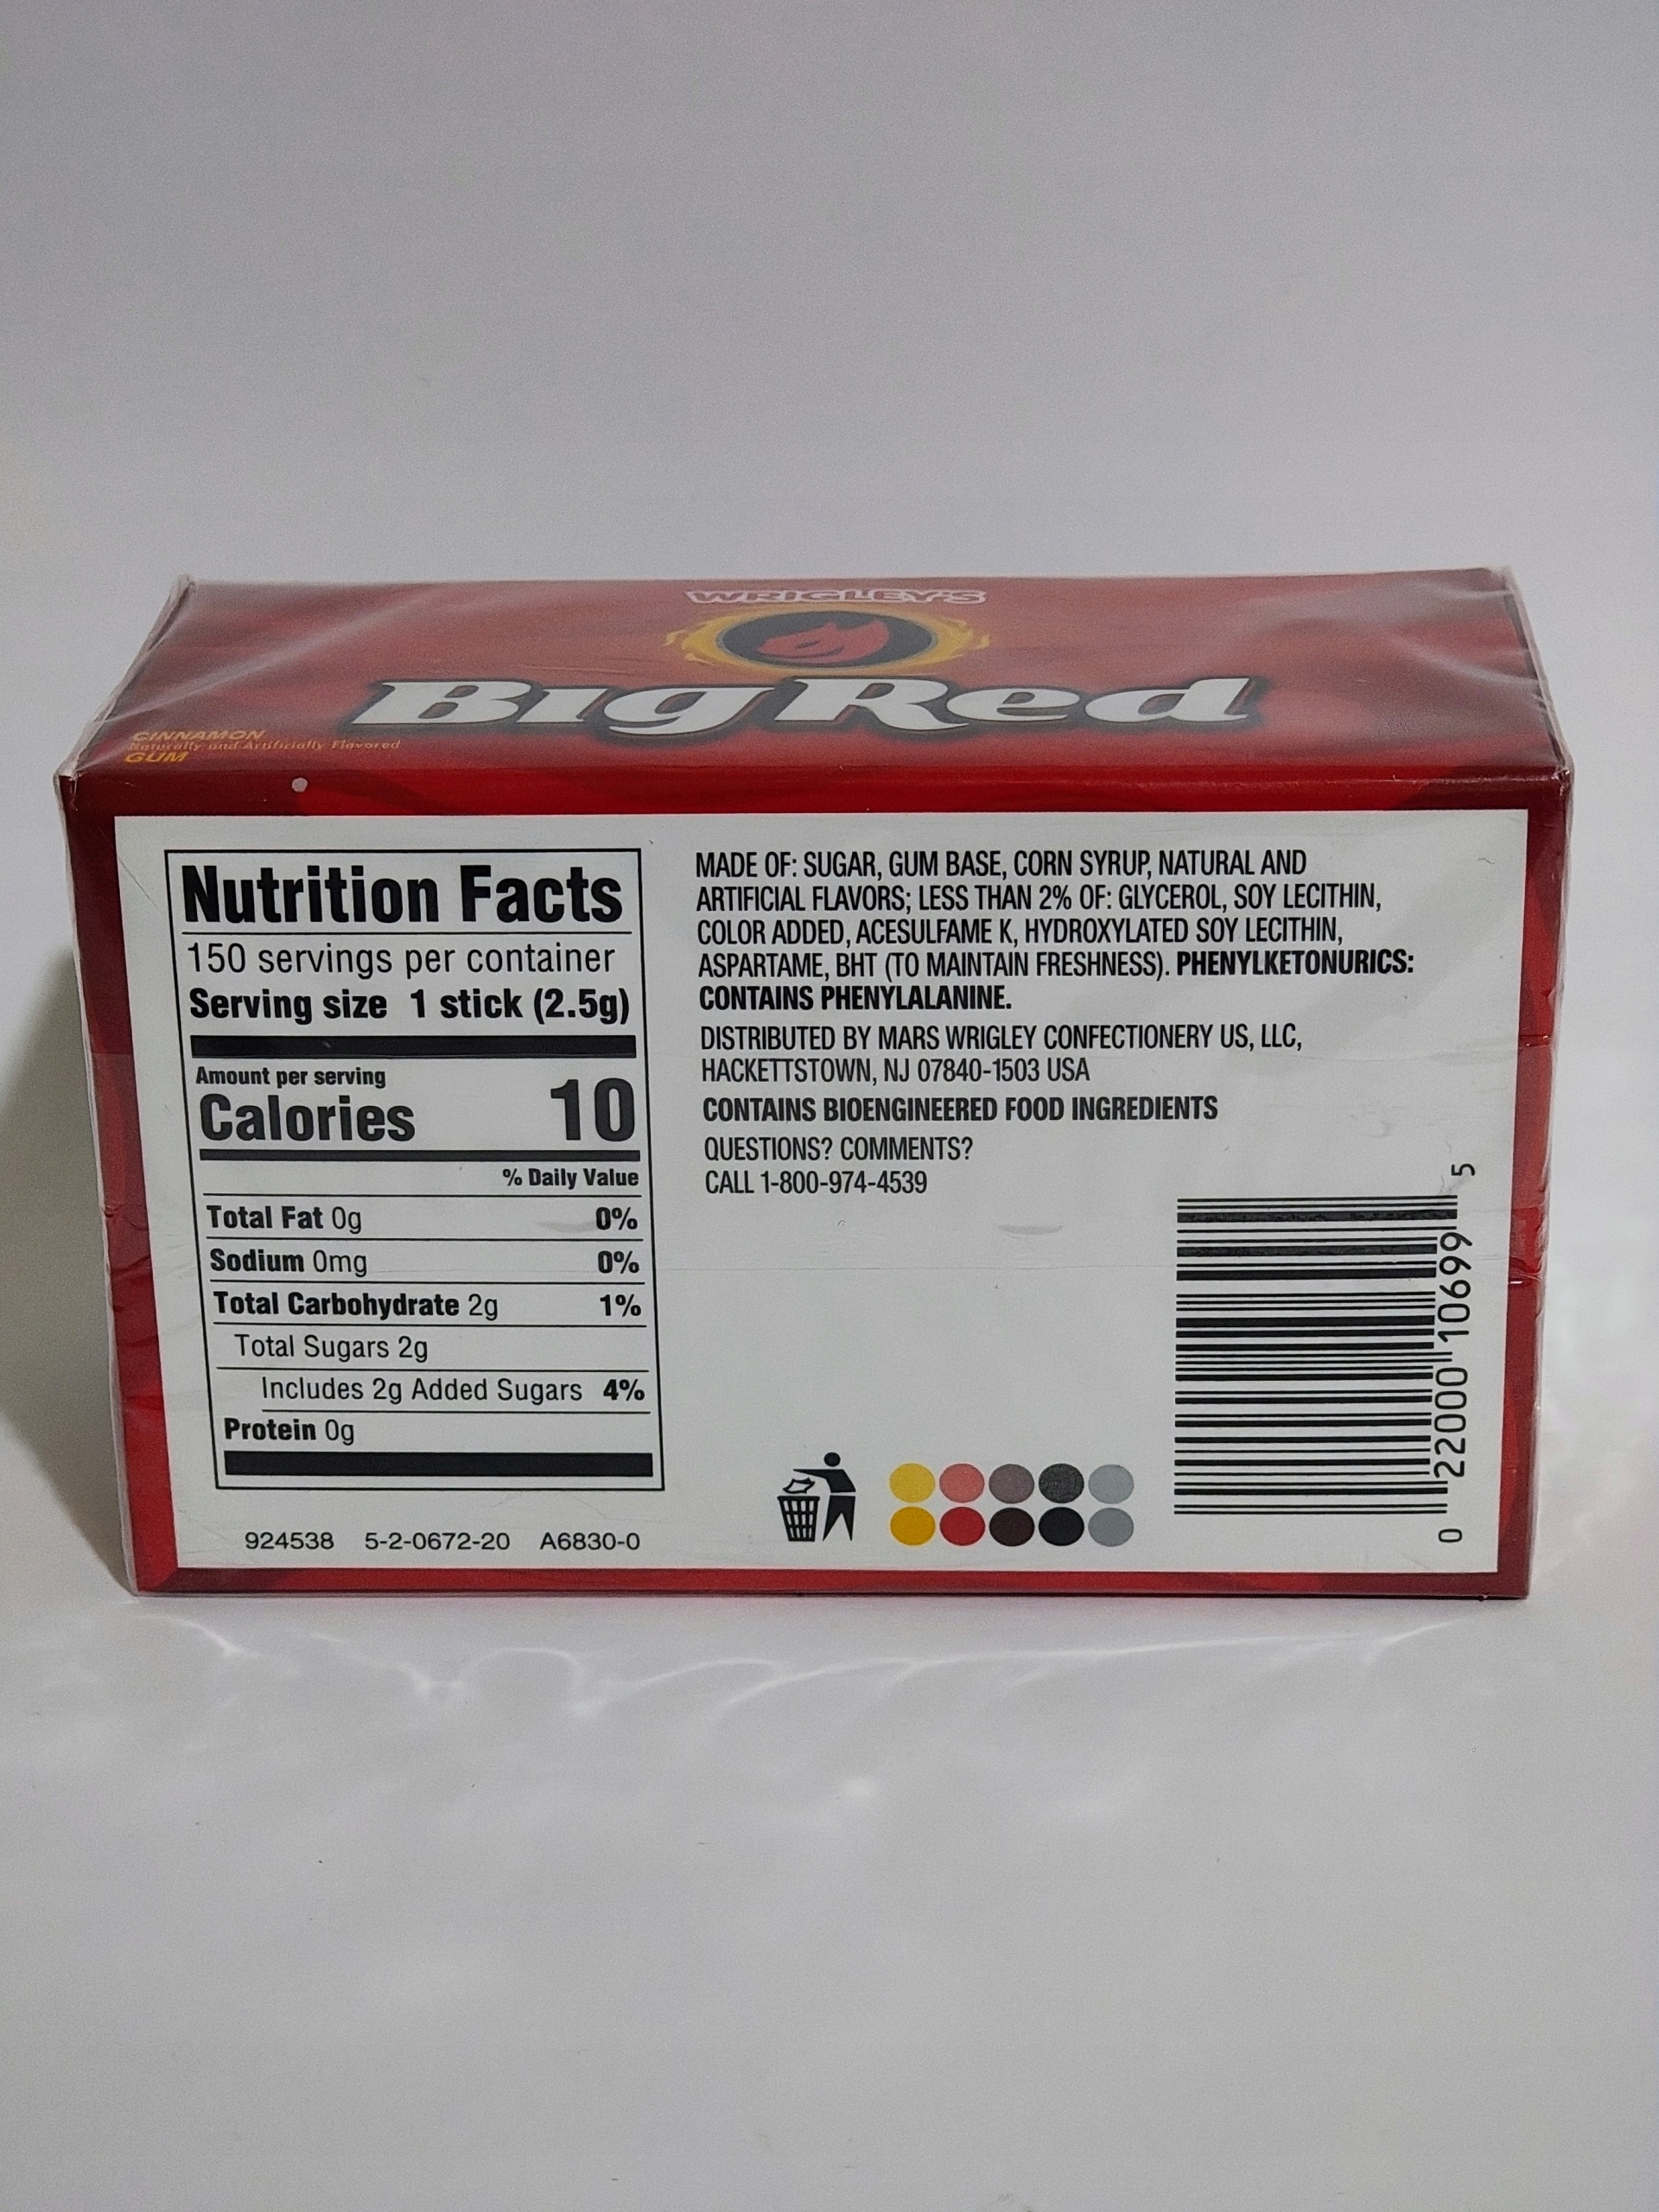 WRIGLEY'S
Big Red
CINNAMON
Naturally and Artificially Flavored
GUM
Nutrition Facts
150 servings per container
Serving size 1 stick (2.5g)
Amount per serving
Calories 10
% Daily Value
Total Fat 0g 0%
Sodium 0mg 0%
Total Carbohydrate 2g 1%
Total Sugars 2g
Includes 2g Added Sugars 4%
Protein 0g
924538 5-2-0672-20 A6830-0
MADE OF: SUGAR, GUM BASE, CORN SYRUP, NATURAL AND
ARTIFICIAL FLAVORS; LESS THAN 2% OF: GLYCEROL, SOY LECITHIN,
COLOR ADDED, ACESULFAME K, HYDROXYLATED SOY LECITHIN,
ASPARTAME, BHT (TO MAINTAIN FRESHNESS). PHENYLKETONURICS:
CONTAINS PHENYLALANINE.
DISTRIBUTED BY MARS WRIGLEY CONFECTIONERY US, LLC,
HACKETTSTOWN, NJ 07840-1503 USA
CONTAINS BIOENGINEERED FOOD INGREDIENTS
QUESTIONS? COMMENTS?
CALL 1-800-974-4539
0 22000 10699 5